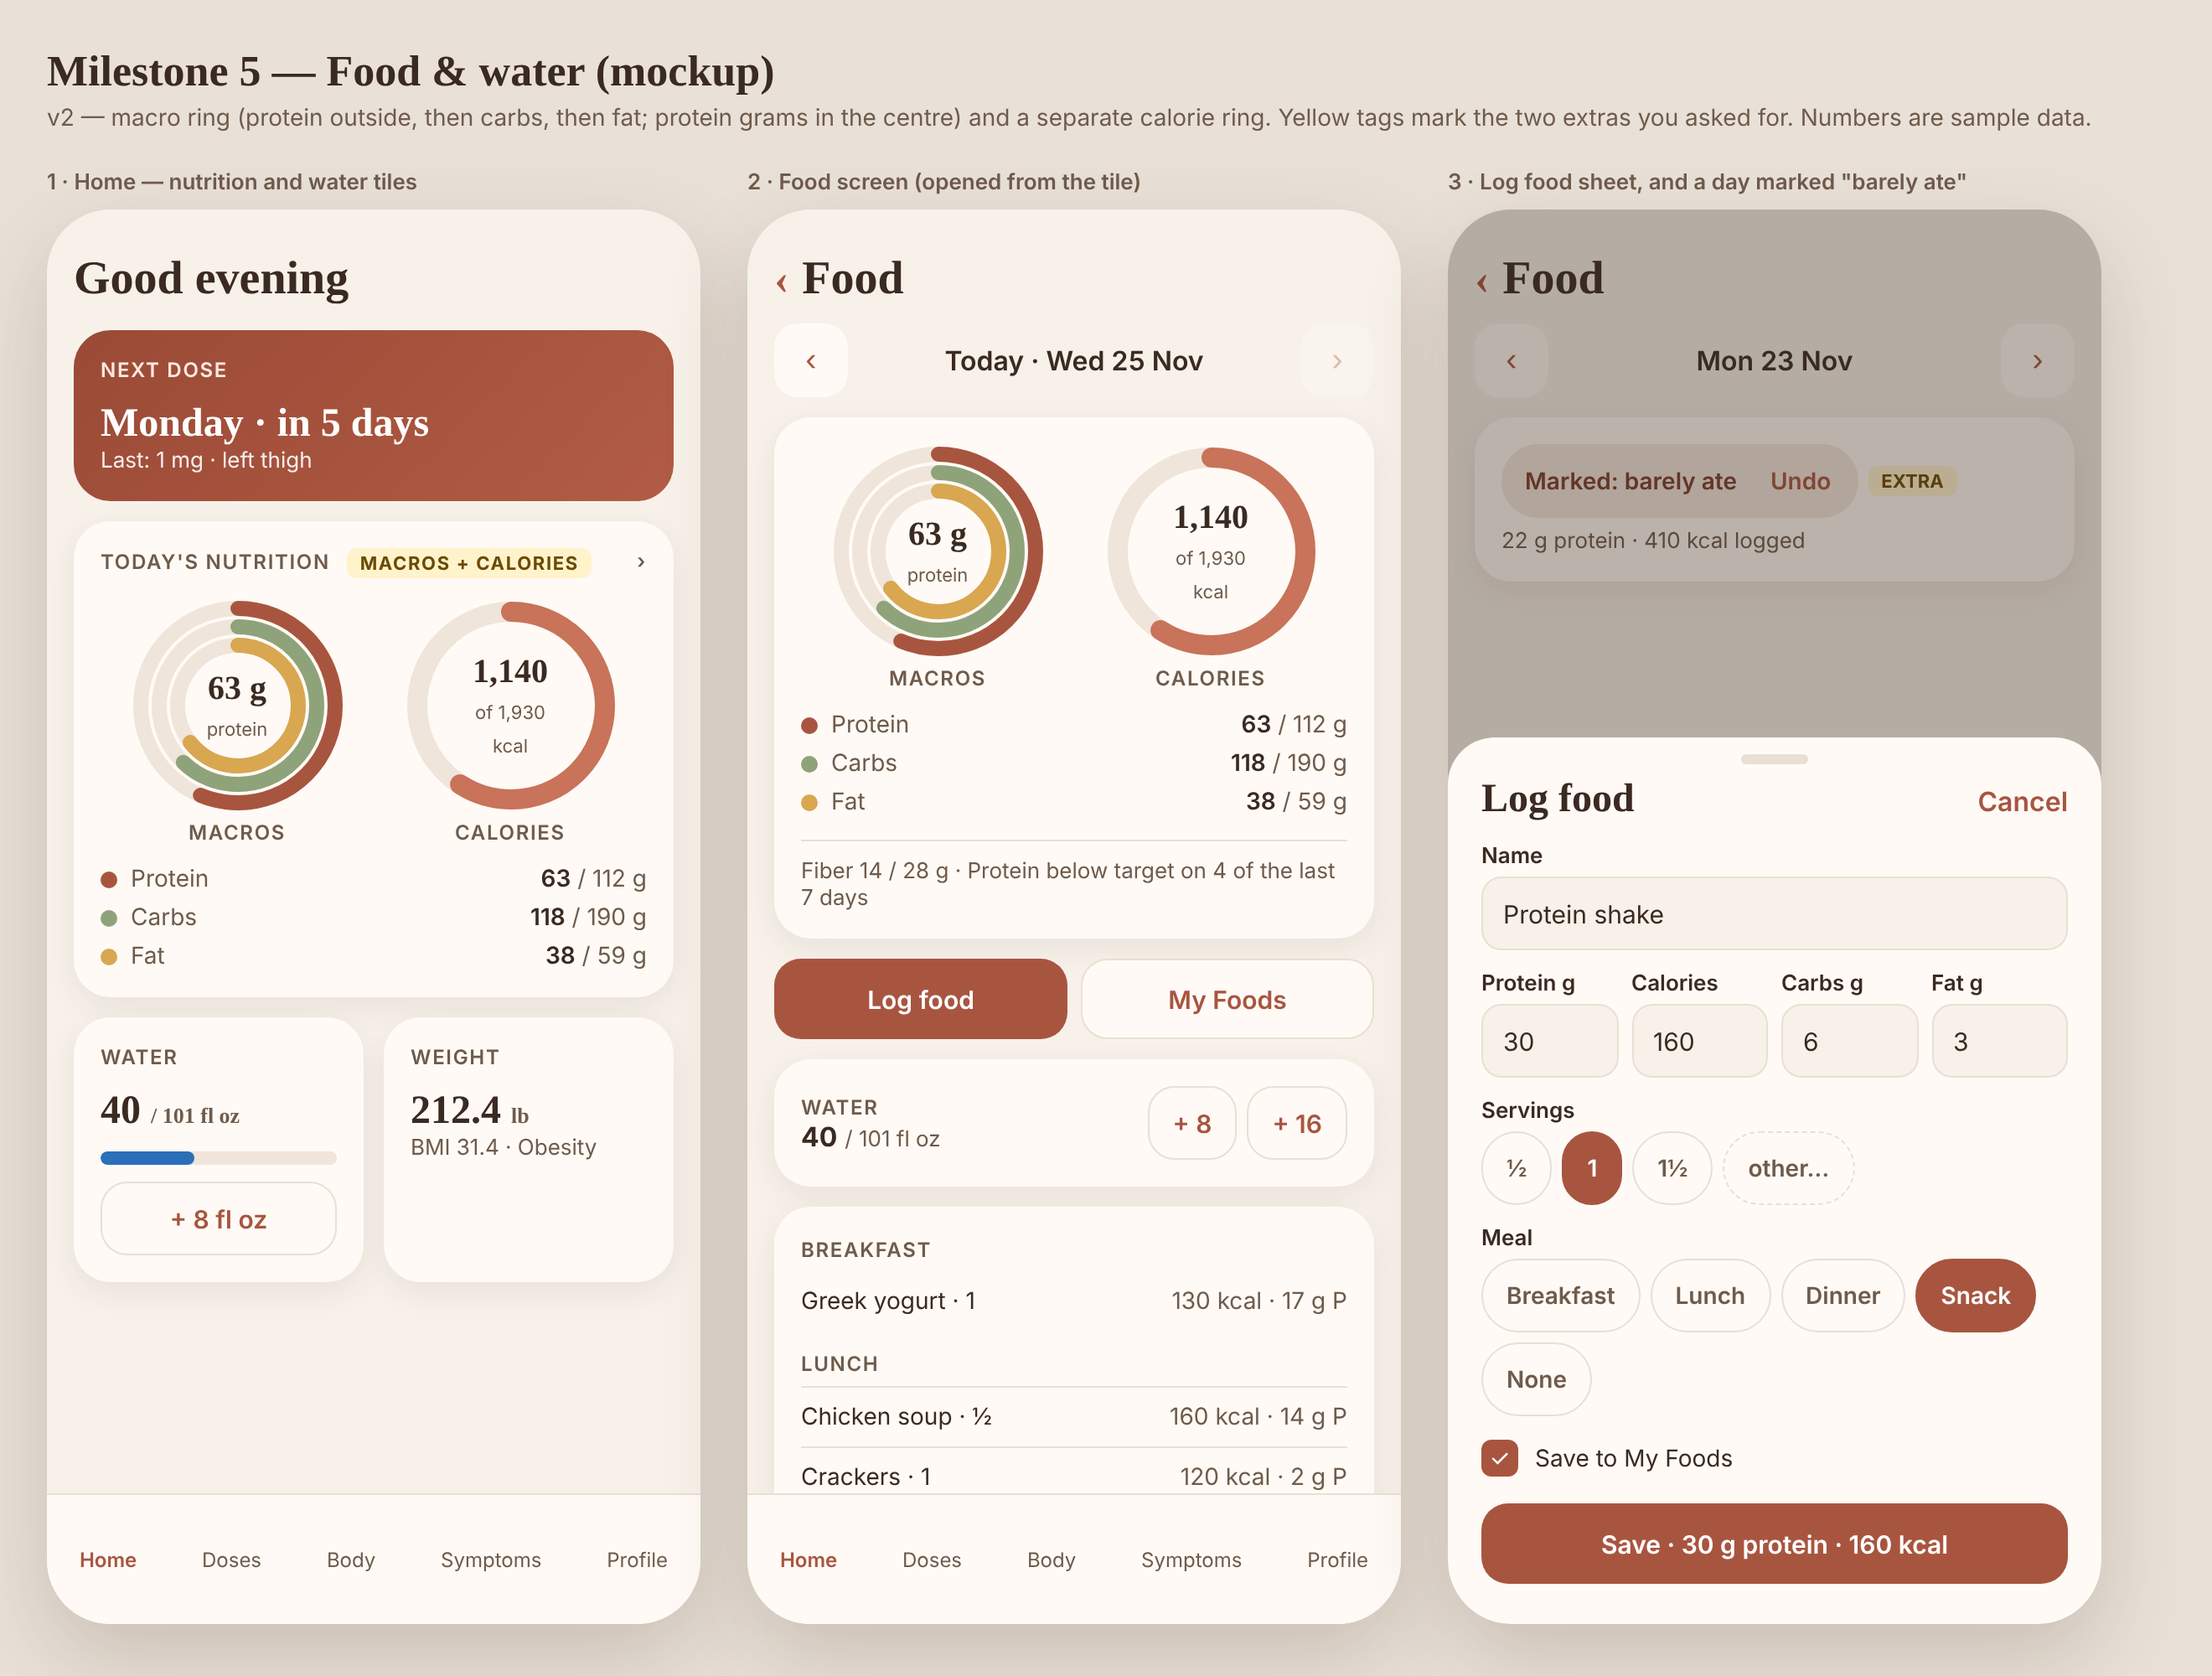 Milestone 5 — Food & water (mockup)
v2 — macro ring (protein outside, then carbs, then fat; protein grams in the centre) and a separate calorie ring. Yellow tags mark the two extras you asked for. Numbers are sample data.
1 · Home — nutrition and water tiles
Good evening
NEXT DOSE
Monday · in 5 days
Last: 1 mg · left thigh
TODAY'S NUTRITION MACROS + CALORIES ›
63 g
protein
MACROS
1,140
of 1,930
kcal
CALORIES
Protein 63 / 112 g
Carbs 118 / 190 g
Fat 38 / 59 g
WATER
40 / 101 fl oz
+ 8 fl oz
WEIGHT
212.4 lb
BMI 31.4 · Obesity
Home Doses Body Symptoms Profile
2 · Food screen (opened from the tile)
‹ Food
‹ Today · Wed 25 Nov ›
63 g
protein
MACROS
1,140
of 1,930
kcal
CALORIES
Protein 63 / 112 g
Carbs 118 / 190 g
Fat 38 / 59 g
Fiber 14 / 28 g · Protein below target on 4 of the last
7 days
Log food My Foods
WATER
40 / 101 fl oz
+ 8 + 16
BREAKFAST
Greek yogurt · 1 130 kcal · 17 g P
LUNCH
Chicken soup · ½ 160 kcal · 14 g P
Crackers · 1 120 kcal · 2 g P
Home Doses Body Symptoms Profile
3 · Log food sheet, and a day marked "barely ate"
‹ Food
‹ Mon 23 Nov ›
Marked: barely ate Undo EXTRA
22 g protein · 410 kcal logged
Log food Cancel
Name
Protein shake
Protein g Calories Carbs g Fat g
30 160 6 3
Servings
½ 1 1½ other...
Meal
Breakfast Lunch Dinner Snack
None
Save to My Foods
Save · 30 g protein · 160 kcal